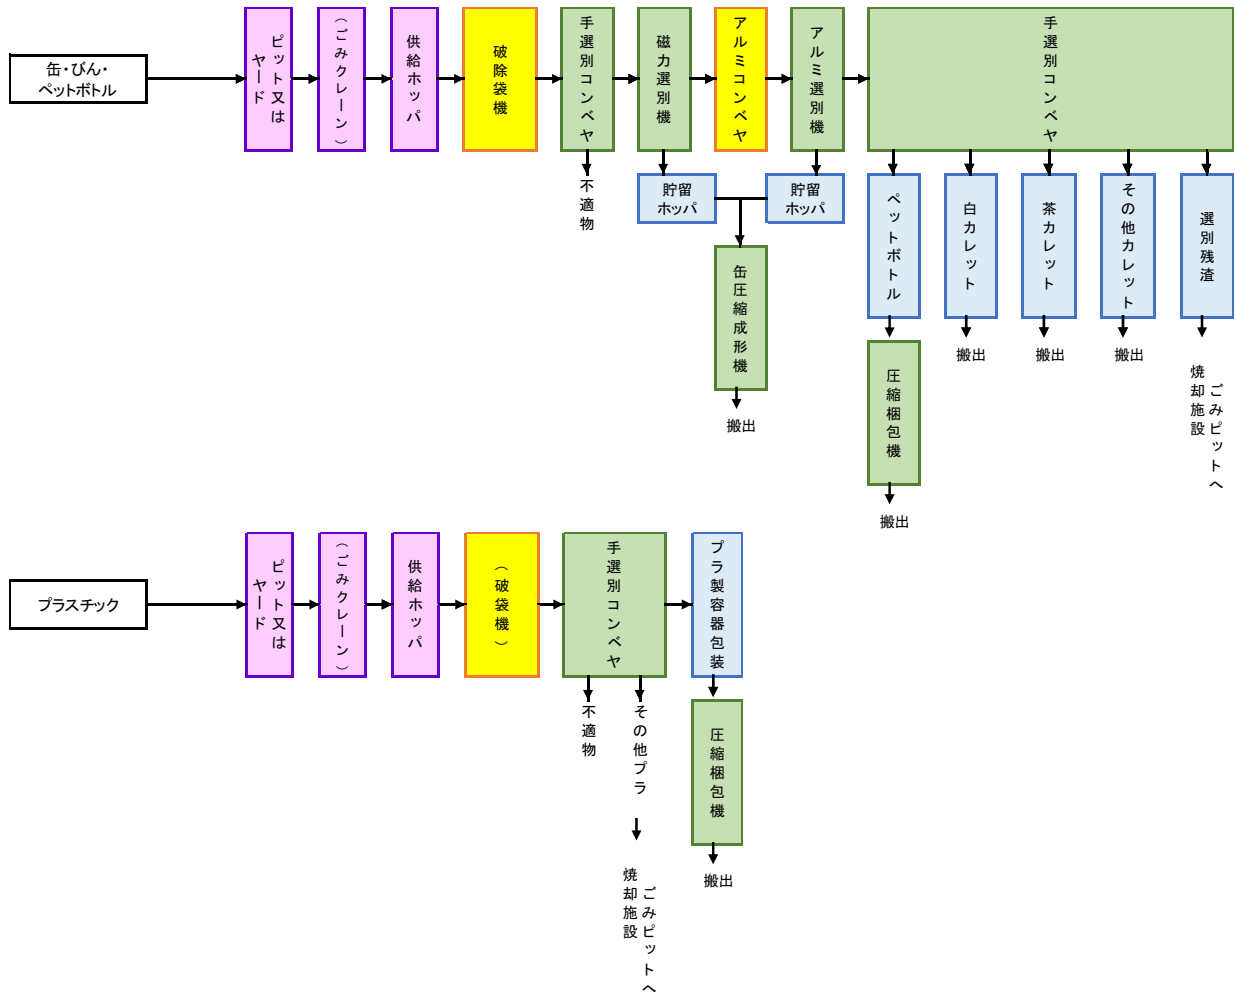 缶・びん・
ペットボトル
ピット又は
ヤード
（ごみクレーン）
供給ホッパ
破除袋機
手選別コンベヤ
磁力選別機
アルミコンベヤ
アルミ選別機
手選別コンベヤ
不適物
貯留
ホッパ
貯留
ホッパ
缶圧縮成形機
搬出
ペットボトル
白カレット
茶カレット
その他カレット
選別残渣
圧縮梱包機
搬出
搬出
搬出
搬出
ごみピットへ
焼却施設
プラスチック
ピット又は
ヤード
（ごみクレーン）
供給ホッパ
（破袋機）
手選別コンベヤ
プラ製容器包装
不適物
その他プラ
ごみピットへ
焼却施設
圧縮梱包機
搬出